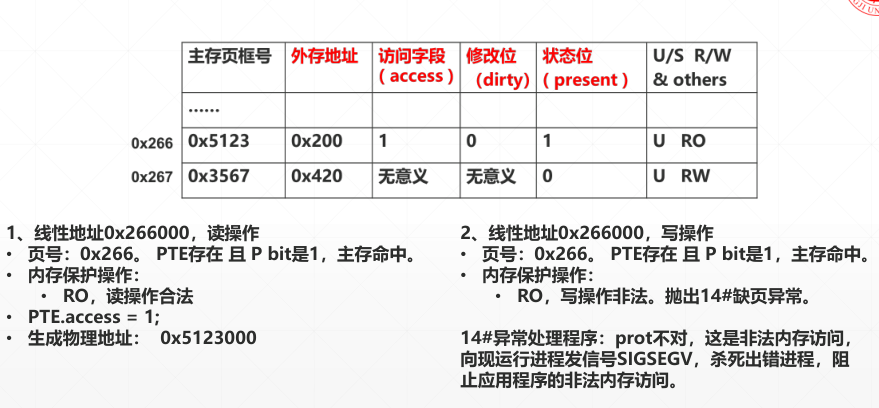 主存页框号 外存地址 访问字段(access) 修改位(dirty) 状态位(present) U/S R/W & others
......
0x266 0x5123 0x200 1 0 1 U RO
0x267 0x3567 0x420 无意义 无意义 0 U RW
1、线性地址0x266000，读操作
• 页号：0x266。 PTE存在 且 P bit是1，主存命中。
• 内存保护操作：
• RO，读操作合法
• PTE.access = 1;
• 生成物理地址： 0x5123000
2、线性地址0x266000，写操作
• 页号：0x266。 PTE存在 且 P bit是1，主存命中。
• 内存保护操作：
• RO，写操作非法。抛出14#缺页异常。
14#异常处理程序：prot不对，这是非法内存访问，
向现运行进程发信号SIGSEGV，杀死出错进程，阻
止应用程序的非法内存访问。